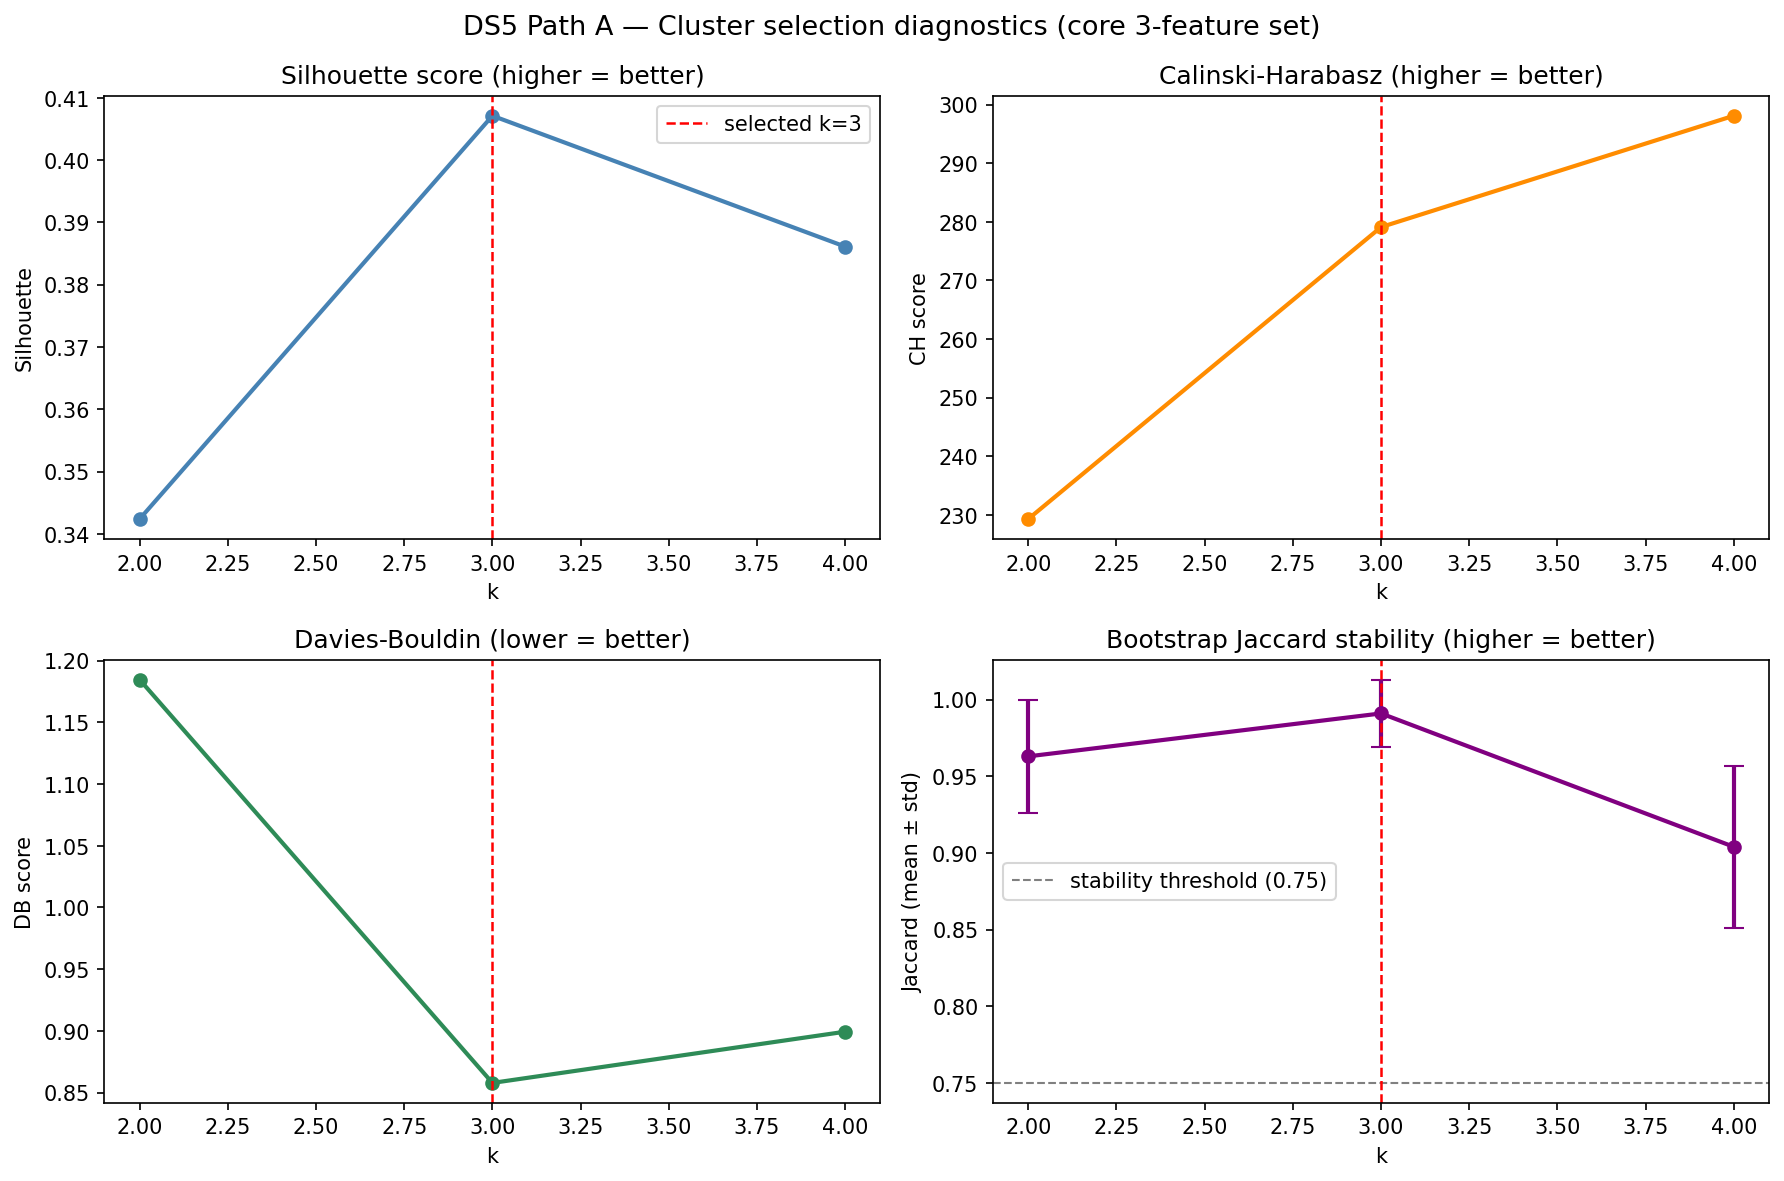 DS5 Path A — Cluster selection diagnostics (core 3-feature set)
Silhouette score (higher = better)
Silhouette
0.41
0.40
0.39
0.38
0.37
0.36
0.35
0.34
selected k=3
2.00 2.25 2.50 2.75 3.00 3.25 3.50 3.75 4.00
k
Calinski-Harabasz (higher = better)
CH score
300
290
280
270
260
250
240
230
2.00 2.25 2.50 2.75 3.00 3.25 3.50 3.75 4.00
k
Davies-Bouldin (lower = better)
DB score
1.20
1.15
1.10
1.05
1.00
0.95
0.90
0.85
2.00 2.25 2.50 2.75 3.00 3.25 3.50 3.75 4.00
k
Bootstrap Jaccard stability (higher = better)
Jaccard (mean ± std)
1.00
0.95
0.90
0.85
0.80
0.75
stability threshold (0.75)
2.00 2.25 2.50 2.75 3.00 3.25 3.50 3.75 4.00
k